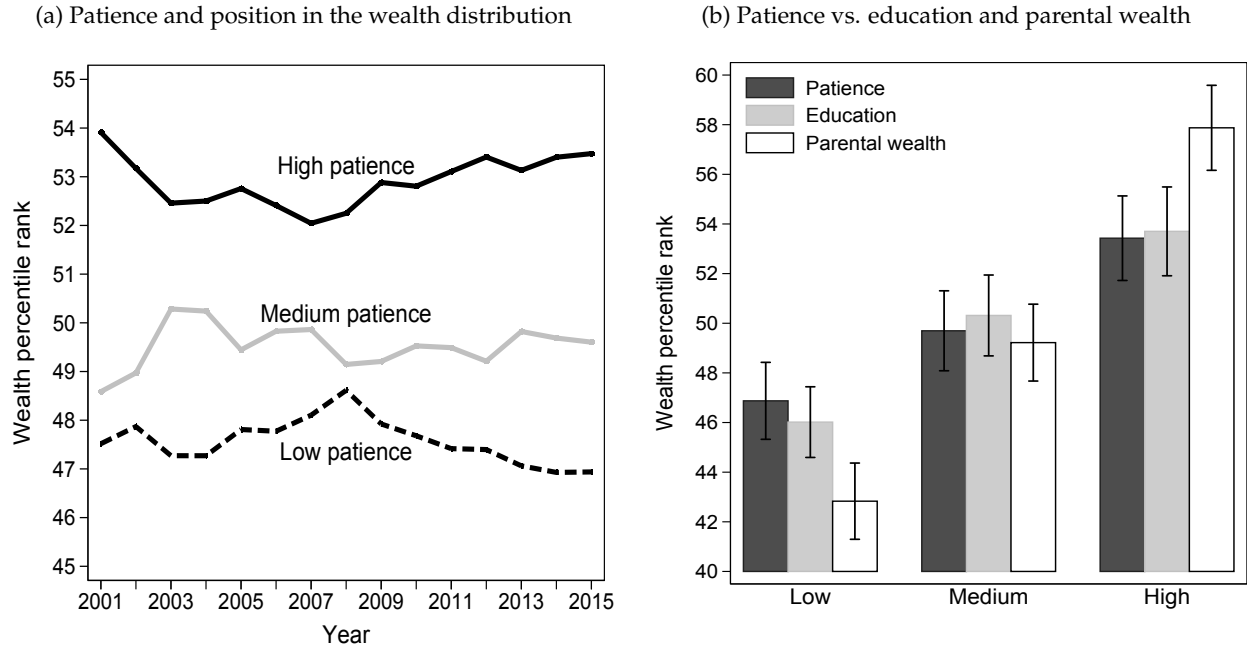 (a) Patience and position in the wealth distribution
55
54
53
52
51
50
49
48
47
46
45
Wealth percentile rank
High patience
Medium patience
Low patience
2001 2003 2005 2007 2009 2011 2013 2015
Year
(b) Patience vs. education and parental wealth
60
58
56
54
52
50
48
46
44
42
40
Wealth percentile rank
Patience
Education
Parental wealth
Low Medium High